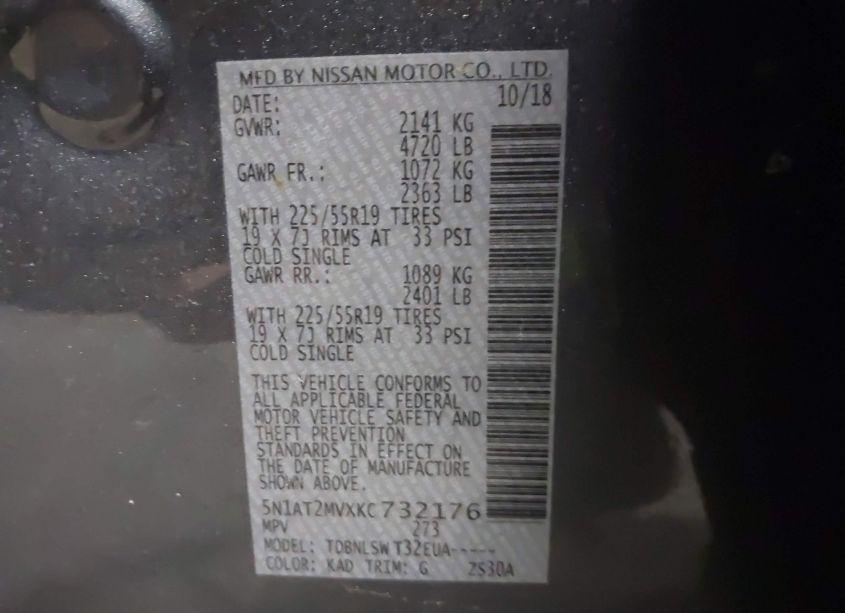 MFD BY NISSAN MOTOR CO., LTD.
DATE: 10/18
GVWR: 2141 KG
4720 LB
GAWR FR.: 1072 KG
2363 LB
WITH 225/55R19 TIRES
19 X 7J RIMS AT 33 PSI
COLD SINGLE
GAWR RR.: 1089 KG
2401 LB
WITH 225/55R19 TIRES
19 X 7J RIMS AT 33 PSI
COLD SINGLE
THIS VEHICLE CONFORMS TO
ALL APPLICABLE FEDERAL
MOTOR VEHICLE SAFETY AND
THEFT PREVENTION
STANDARDS IN EFFECT ON
THE DATE OF MANUFACTURE
SHOWN ABOVE.
5N1AT2MVXKC732176
MPV 273
MODEL: TDBNLSW T32EUA-----
COLOR: KAD TRIM: G 2S30A